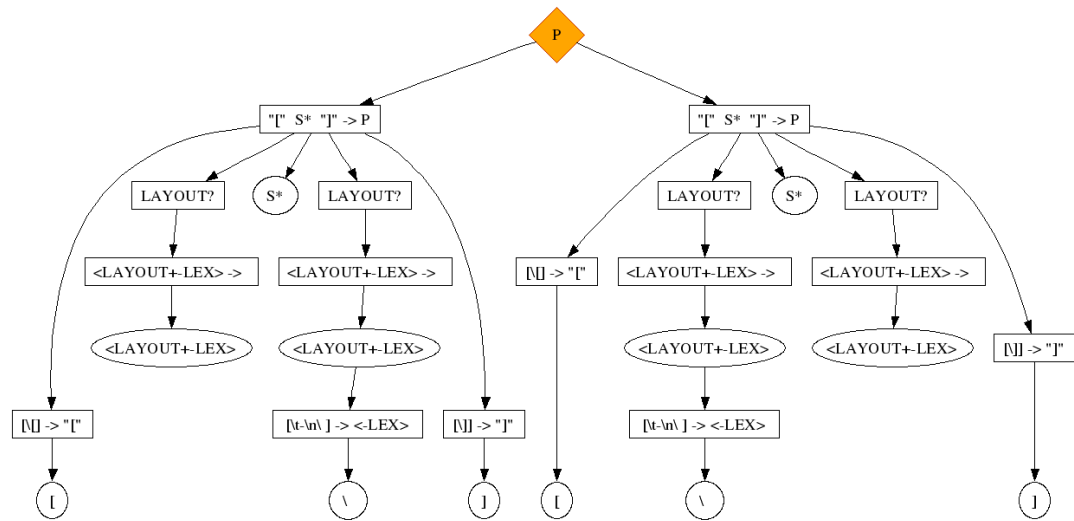 P
"[" S* "]" -> P
"[" S* "]" -> P
LAYOUT?
S*
LAYOUT?
LAYOUT?
S*
LAYOUT?
<LAYOUT+-LEX> ->
<LAYOUT+-LEX> ->
[\[] -> "["
<LAYOUT+-LEX> ->
<LAYOUT+-LEX> ->
<LAYOUT+-LEX>
<LAYOUT+-LEX>
<LAYOUT+-LEX>
<LAYOUT+-LEX>
[\]] -> "]"
[\[] -> "["
[\t-\n\ ] -> <-LEX>
[\]] -> "]"
[\t-\n\ ] -> <-LEX>
[
\
]
[
\
]